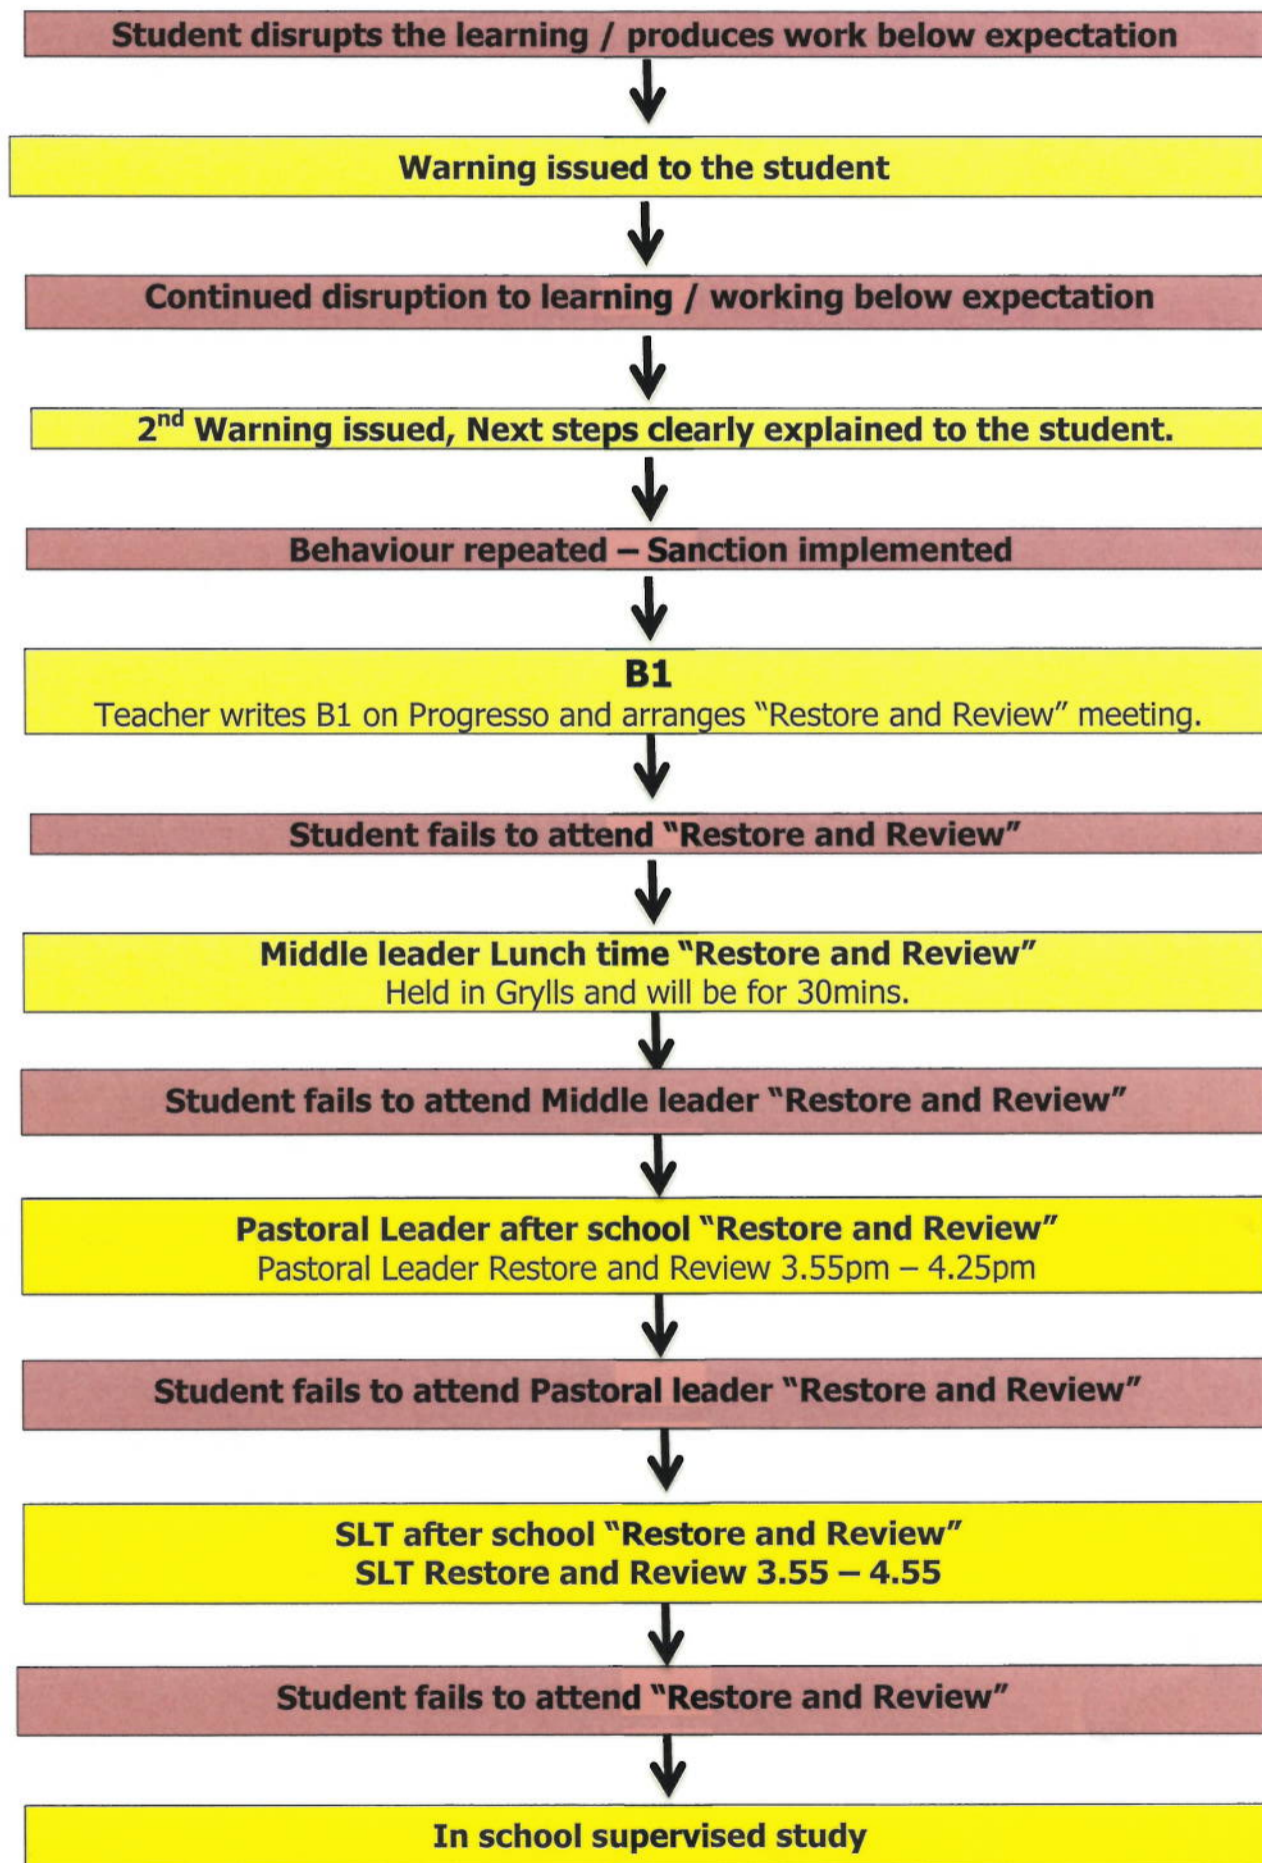 Student disrupts the learning / produces work below expectation
Warning issued to the student
Continued disruption to learning / working below expectation
2nd Warning issued, Next steps clearly explained to the student.
Behaviour repeated – Sanction implemented
B1
Teacher writes B1 on Progresso and arranges “Restore and Review” meeting.
Student fails to attend “Restore and Review”
Middle leader Lunch time “Restore and Review”
Held in Grylls and will be for 30mins.
Student fails to attend Middle leader “Restore and Review”
Pastoral Leader after school “Restore and Review”
Pastoral Leader Restore and Review 3.55pm – 4.25pm
Student fails to attend Pastoral leader “Restore and Review”
SLT after school “Restore and Review”
SLT Restore and Review 3.55 – 4.55
Student fails to attend “Restore and Review”
In school supervised study